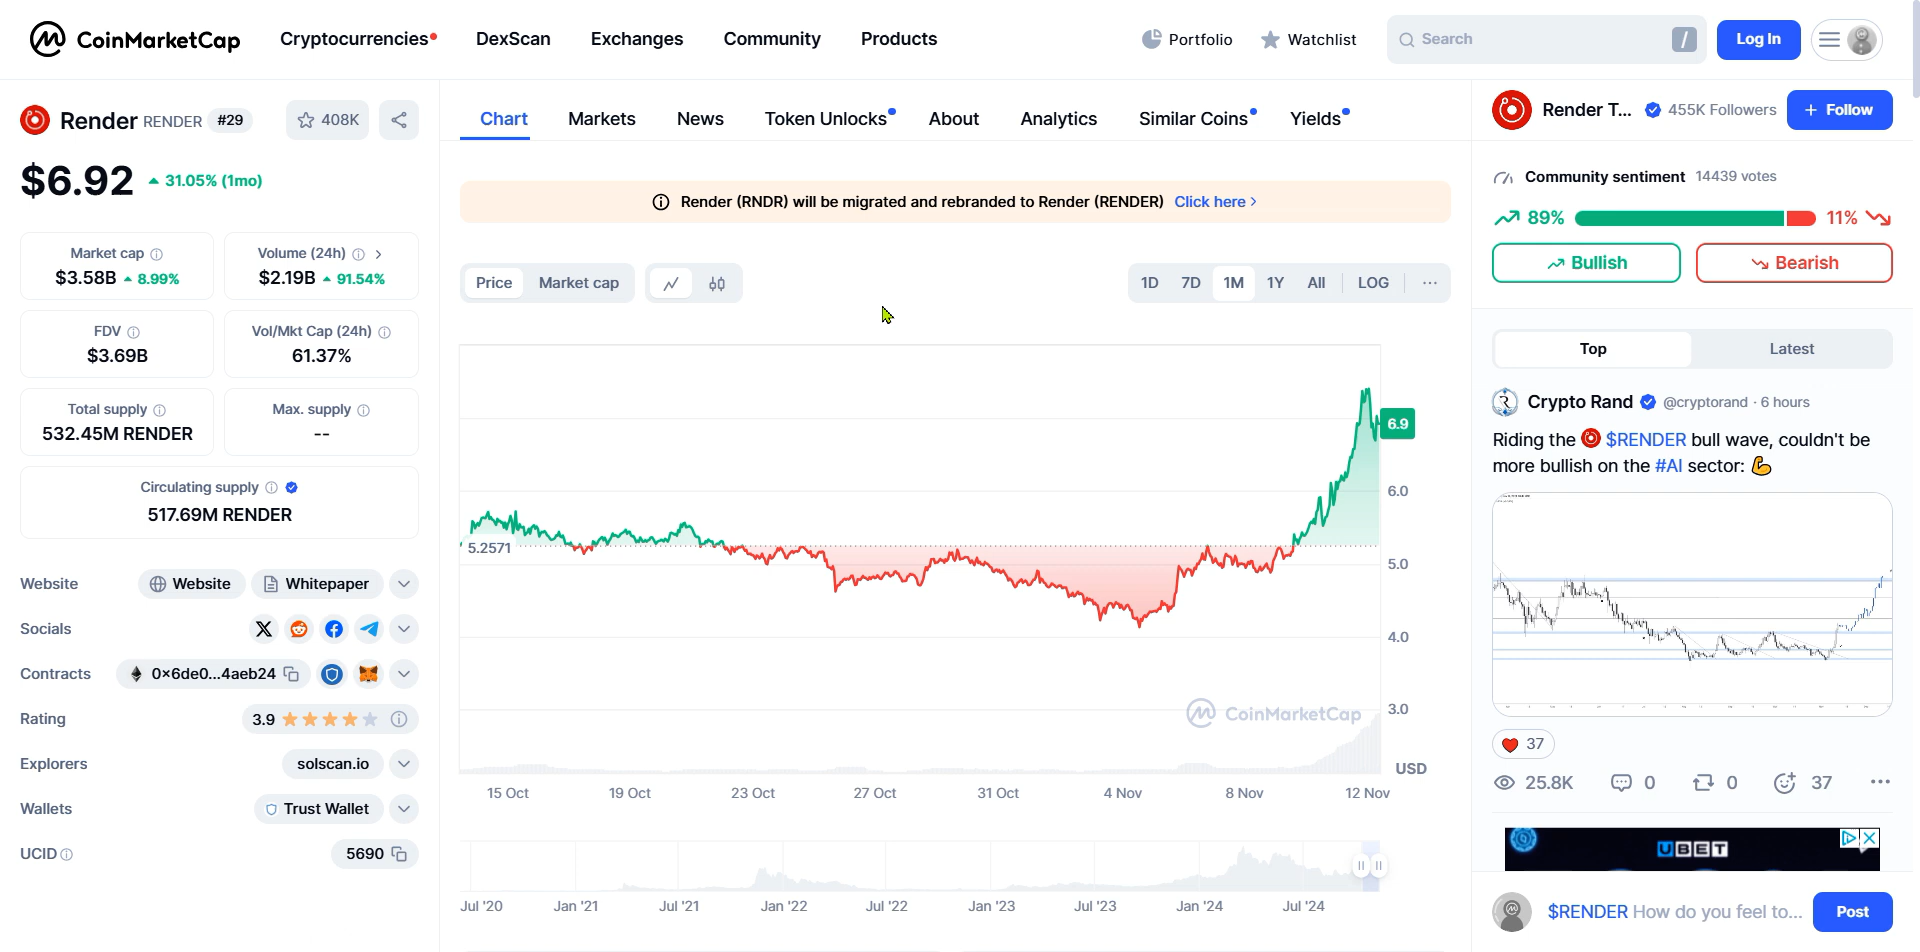 CoinMarketCap
Cryptocurrencies DexScan Exchanges Community Products
Portfolio Watchlist
Search /
Log In
Render RENDER #29 408K
$6.92 31.05% (1mo)
Market cap
$3.58B 8.99%
Volume (24h)
$2.19B 91.54%
FDV
$3.69B
Vol/Mkt Cap (24h)
61.37%
Total supply
532.45M RENDER
Max. supply
--
Circulating supply
517.69M RENDER
Website Website Whitepaper
Socials
Contracts 0x6de0...4aeb24
Rating 3.9
Explorers solscan.io
Wallets Trust Wallet
UCID 5690
Chart Markets News Token Unlocks About Analytics Similar Coins Yields
Render (RNDR) will be migrated and rebranded to Render (RENDER) Click here >
Price Market cap
1D 7D 1M 1Y All LOG ...
6.9
6.0
5.2571
5.0
4.0
3.0
CoinMarketCap
USD
15 Oct 19 Oct 23 Oct 27 Oct 31 Oct 4 Nov 8 Nov 12 Nov
Jul '20 Jan '21 Jul '21 Jan '22 Jul '22 Jan '23 Jul '23 Jan '24 Jul '24
Render T... 455K Followers + Follow
Community sentiment 14439 votes
89% 11%
Bullish Bearish
Top Latest
Crypto Rand @cryptorand · 6 hours
Riding the $RENDER bull wave, couldn't be
more bullish on the #AI sector:
37
25.8K 0 0 37 ...
UBET
$RENDER How do you feel to... Post